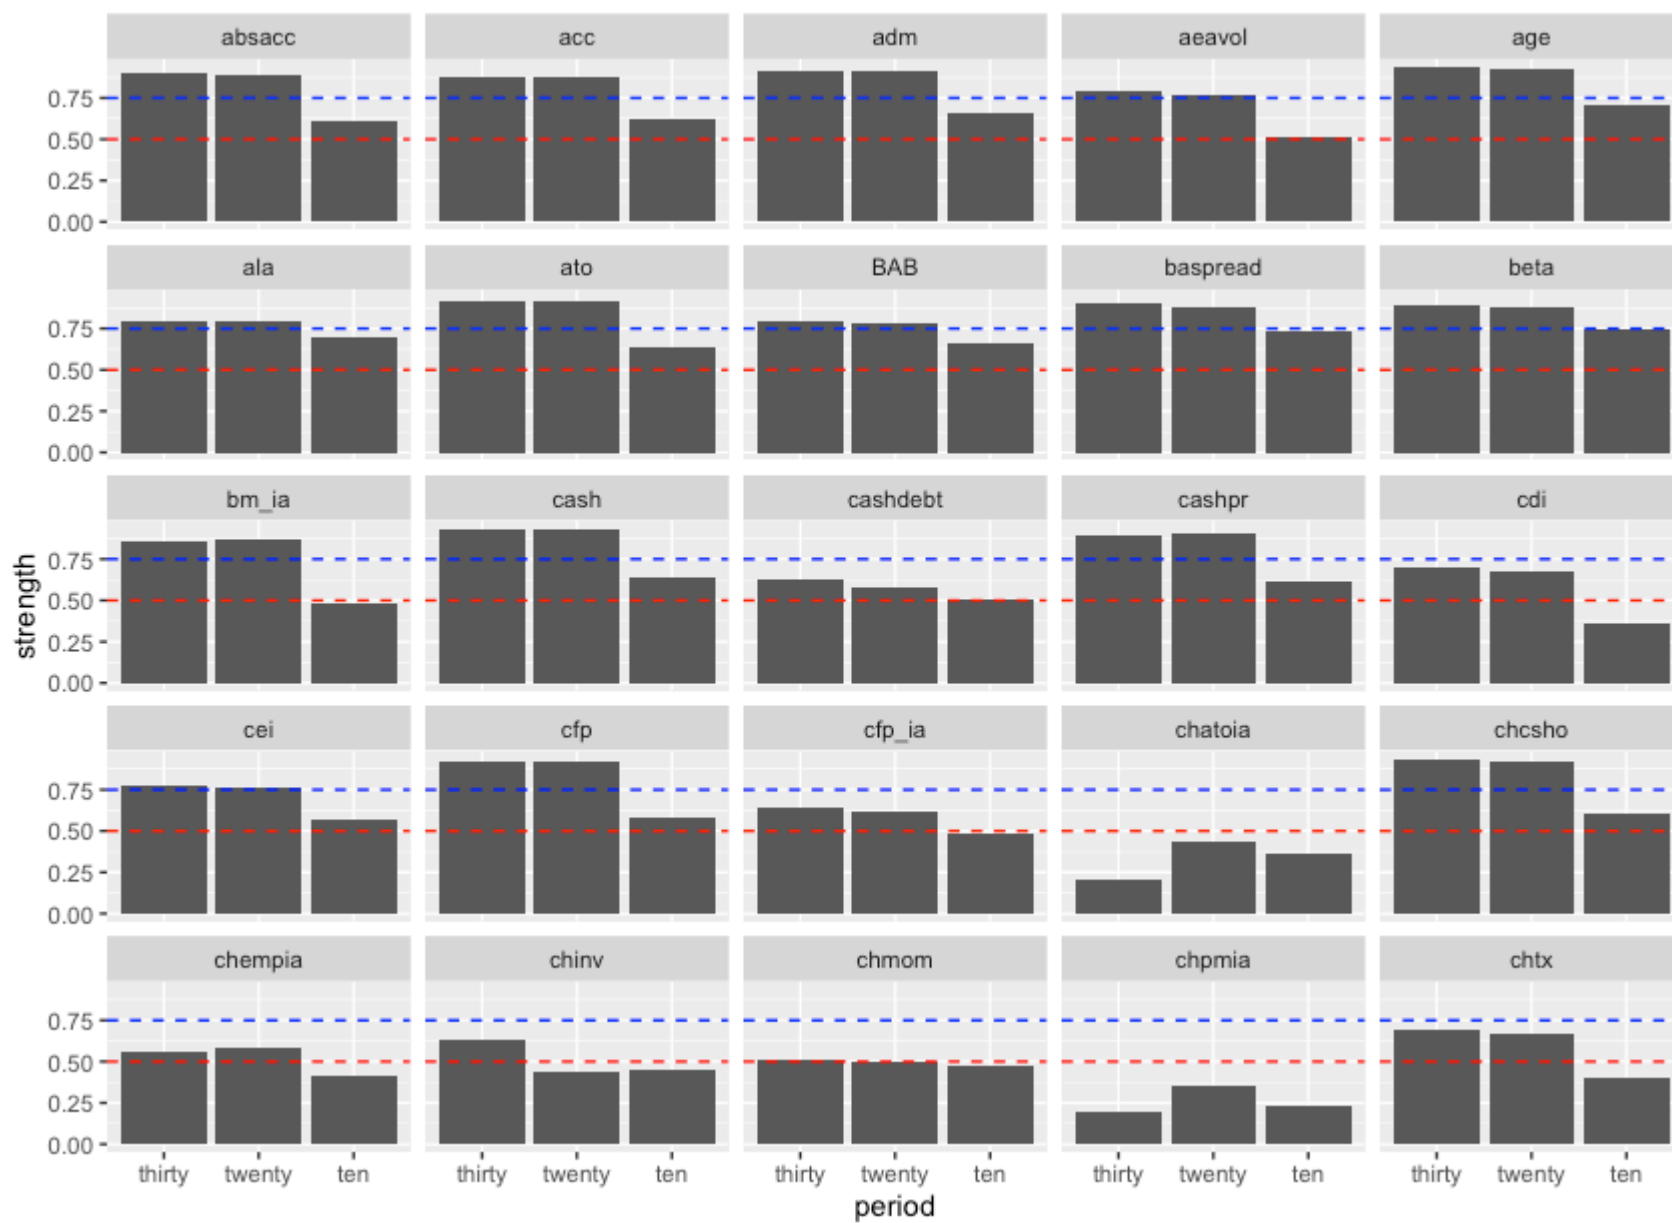 absacc acc adm aeavol age
0.75
0.50
0.25
0.00
ala ato BAB baspread beta
0.75
0.50
0.25
0.00
bm_ia cash cashdebt cashpr cdi
0.75
0.50
0.25
0.00
cei cfp cfp_ia chatoia chcsho
0.75
0.50
0.25
0.00
chempia chinv chmom chpmia chtx
0.75
0.50
0.25
0.00
strength
thirty twenty ten thirty twenty ten thirty twenty ten thirty twenty ten thirty twenty ten
period